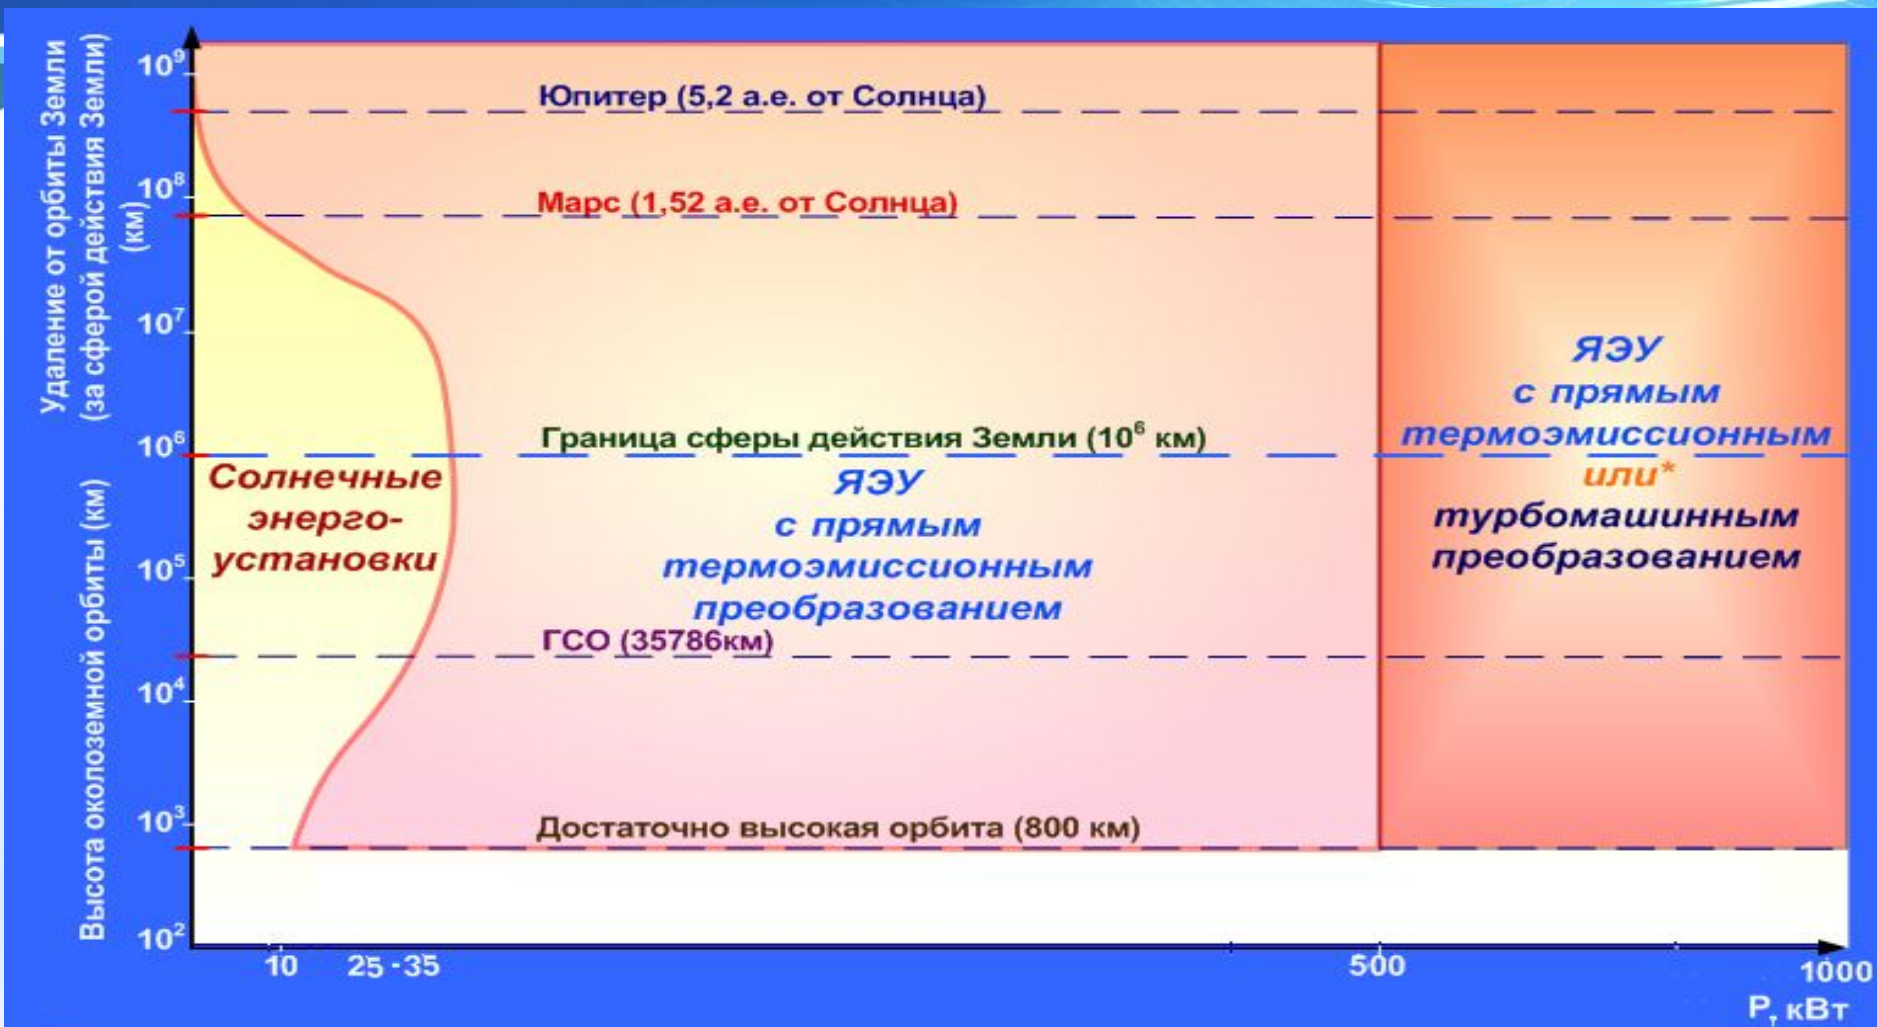 Удаление от орбиты Земли
(за сферой действия Земли)
(км)
Высота околоземной орбиты (км)
10⁹
10⁸
10⁷
10⁶
10⁵
10⁴
10³
10²
Юпитер (5,2 а.е. от Солнца)
Марс (1,52 а.е. от Солнца)
Граница сферы действия Земли (10⁶ км)
Солнечные
энерго-
установки
ЯЭУ
с прямым
термоэмиссионным
преобразованием
ГСО (35786км)
Достаточно высокая орбита (800 км)
ЯЭУ
с прямым
термоэмиссионным
или*
турбомашинным
преобразованием
10 25 -35 500 1000
Р, кВт